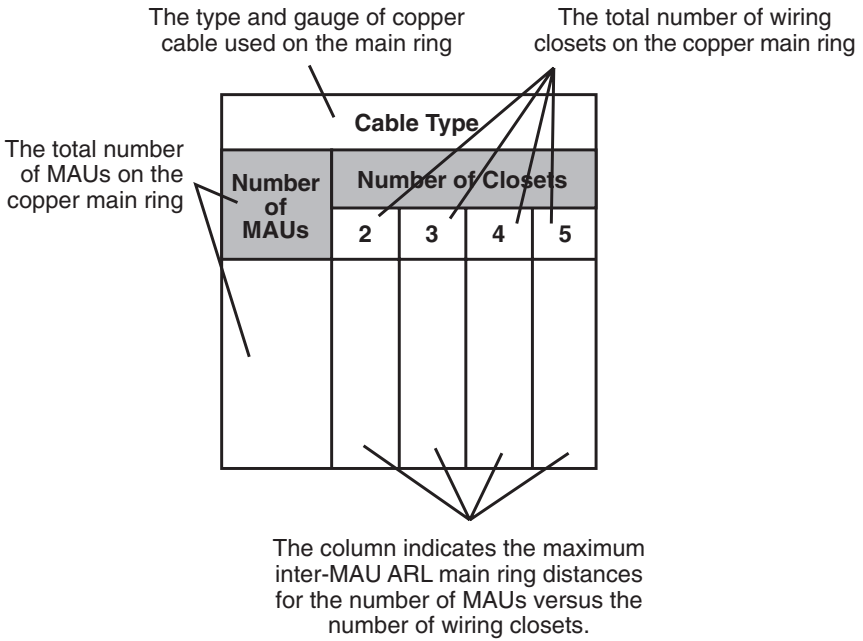 The type and gauge of copper
cable used on the main ring
The total number of wiring
closets on the copper main ring
Cable Type
The total number
of MAUs on the
copper main ring
Number
of
MAUs
Number of Closets
2 3 4 5
The column indicates the maximum
inter-MAU ARL main ring distances
for the number of MAUs versus the
number of wiring closets.